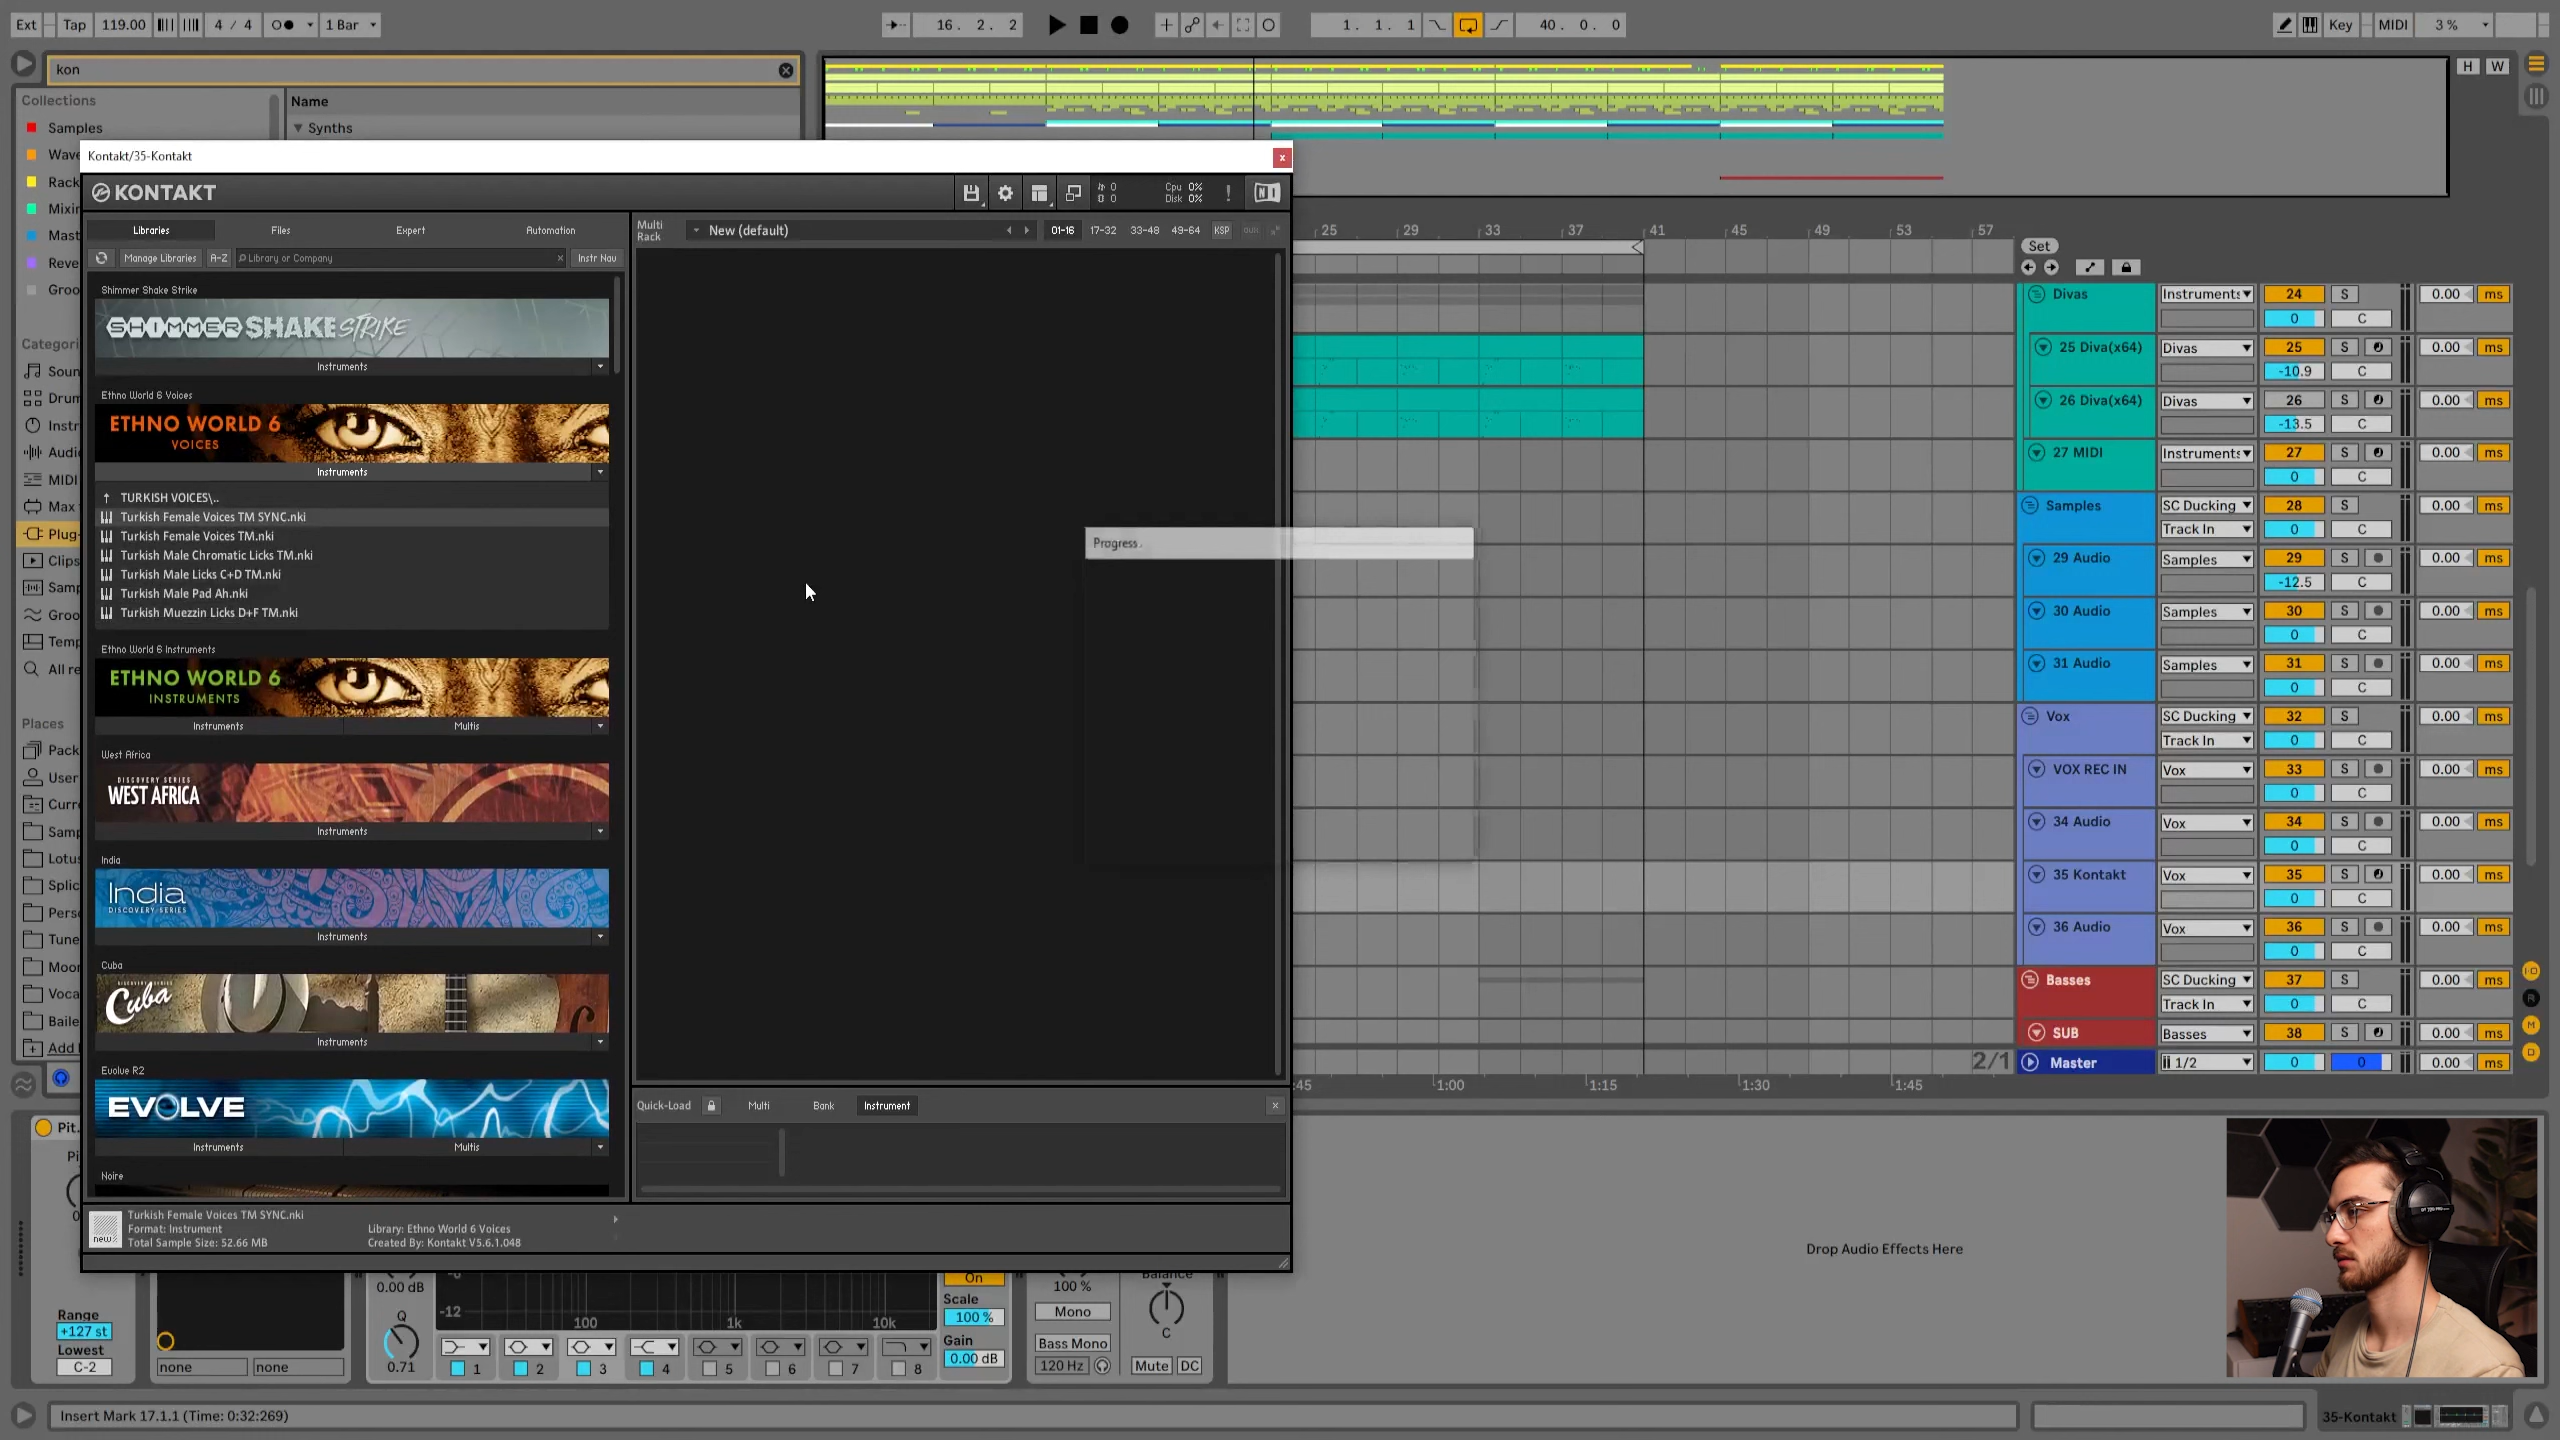 Ext Tap 119.00 4 / 4 1 Bar
16. 2. 2
1. 1. 1 40. 0. 0
Key MIDI 3 %
kon
H W
Collections
Name
Samples
Synths
Wave
Rack
Mixin
Mast
Reve
Groo
Categori
Soun
Drum
Instr
Audio
MIDI
Max
Plug-
Clips
Samp
Groo
Temp
All re
Places
Pack
User
Curre
Samp
Lotus
Splic
Perso
Tune
Moon
Voca
Baile
Add
Kontakt/35-Kontakt
x
KONTAKT
0
0
Cpu 0%
Disk 0%
!
NI
Libraries Files Expert Automation
Multi
Rack
New (default)
01-16 17-32 33-48 49-64 KSP aux
Manage Libraries A-Z Library or Company × Instr Nav
Shimmer Shake Strike
SHIMMER SHAKE STRIKE
Instruments
Ethno World 6 Voices
ETHNO WORLD 6
VOICES
Instruments
TURKISH VOICES\..
Turkish Female Voices TM SYNC.nki
Turkish Female Voices TM.nki
Turkish Male Chromatic Licks TM.nki
Turkish Male Licks C+D TM.nki
Turkish Male Pad Ah.nki
Turkish Muezzin Licks D+F TM.nki
Ethno World 6 Instruments
ETHNO WORLD 6
INSTRUMENTS
Instruments Multis
West Africa
DISCOVERY SERIES
WEST AFRICA
Instruments
India
India
DISCOVERY SERIES
Instruments
Cuba
DISCOVERY SERIES
Cuba
Instruments
Evolve R2
EVOLVE
Instruments Multis
Noire
Progress
Quick-Load Multi Bank Instrument ×
new
Turkish Female Voices TM SYNC.nki
Format: Instrument
Total Sample Size: 52.66 MB
Library: Ethno World 6 Voices
Created By: Kontakt V5.6.1.048
25 29 33 37 41 45 49 53 57
Set
Divas Instruments 24 S 0.00 ms
0 C
25 Diva(x64) Divas 25 S 0.00 ms
-10.9 C
26 Diva(x64) Divas 26 S 0.00 ms
-13.5 C
27 MIDI Instruments 27 S 0.00 ms
0 C
Samples SC Ducking 28 S 0.00 ms
Track In 0 C
29 Audio Samples 29 S 0.00 ms
-12.5 C
30 Audio Samples 30 S 0.00 ms
0 C
31 Audio Samples 31 S 0.00 ms
0 C
Vox SC Ducking 32 S 0.00 ms
Track In 0 C
VOX REC IN Vox 33 S 0.00 ms
0 C
34 Audio Vox 34 S 0.00 ms
0 C
35 Kontakt Vox 35 S 0.00 ms
0 C
36 Audio Vox 36 S 0.00 ms
0 C
Basses SC Ducking 37 S 0.00 ms
Track In 0 C
SUB Basses 38 S 0.00 ms
2/1 Master 1/2 0 0 0.00 ms
:45 1:00 1:15 1:30 1:45
I·O
R
M
D
Pit.
Range
+127 st
Lowest
C-2
none none
0.00 dB
Q
0.71
-12
100 1k 10k
1 2 3 4 5 6 7 8
On
Scale
100 %
Gain
0.00 dB
100 %
Mono
Bass Mono
120 Hz
Balance
C
Mute DC
Drop Audio Effects Here
Insert Mark 17.1.1 (Time: 0:32:269)
35-Kontakt